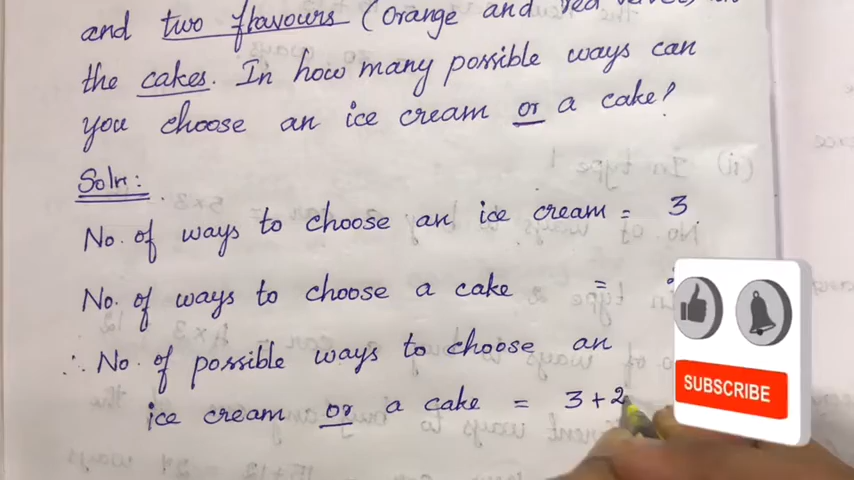 and two flavours (Orange and red
the cakes. In how many possible ways can
you choose an ice cream or a cake?
Soln:
No. of ways to choose an ice cream = 3
No. of ways to choose a cake =
∴ No. of possible ways to choose an
ice cream or a cake = 3+2
SUBSCRIBE